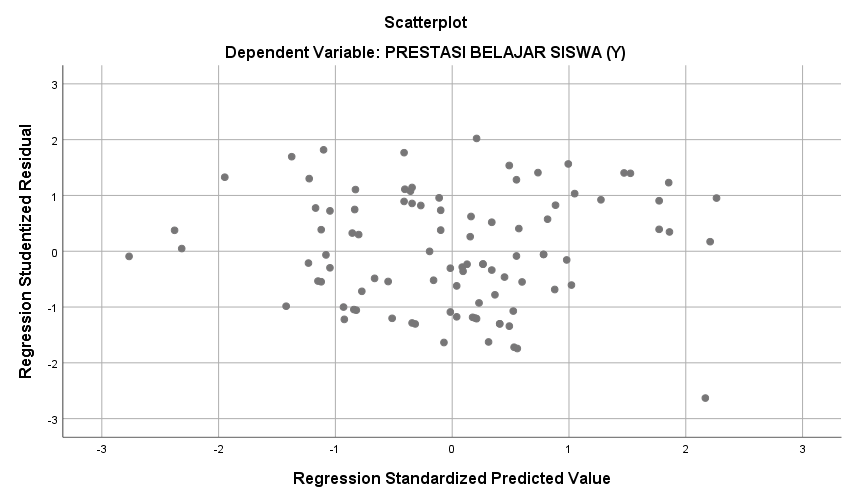 Scatterplot
Dependent Variable: PRESTASI BELAJAR SISWA (Y)
Regression Studentized Residual
3
2
1
0
-1
-2
-3
-3 -2 -1 0 1 2 3
Regression Standardized Predicted Value